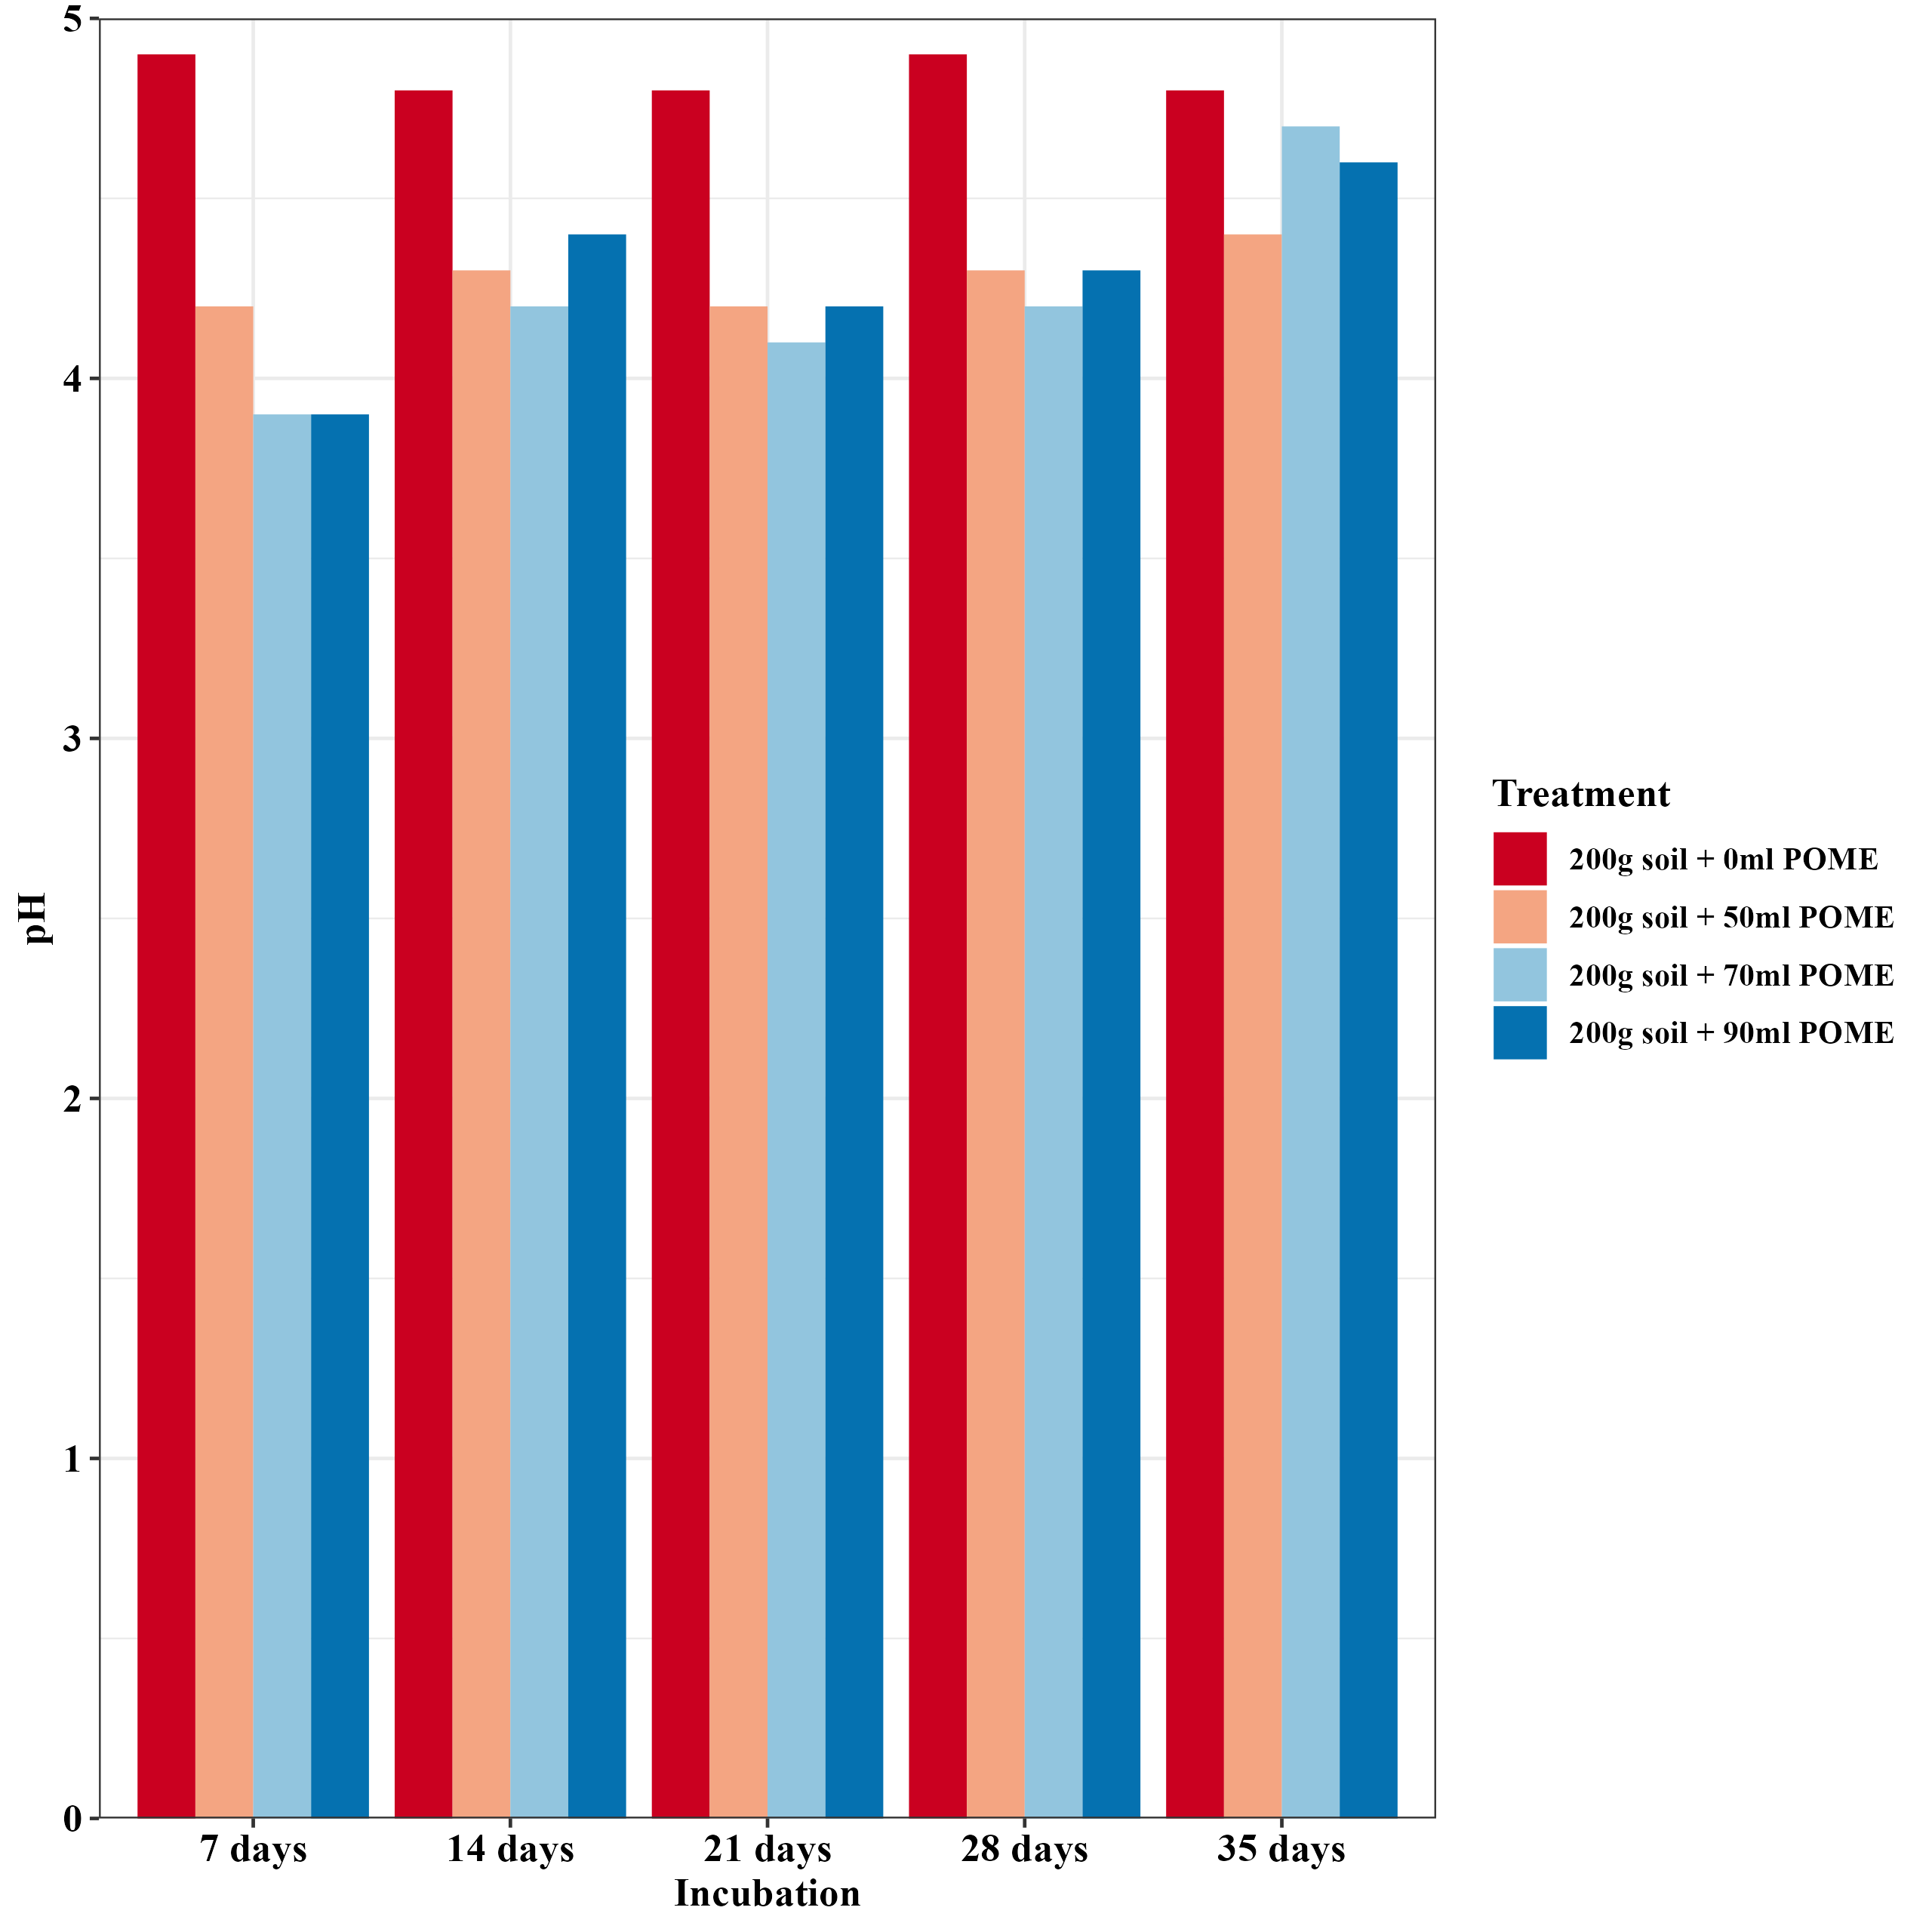 5
4
3
2
1
0
pH
7 days
14 days
21 days
28 days
35 days
Incubation
Treatment
200g soil + 0ml POME
200g soil + 50ml POME
200g soil + 70ml POME
200g soil + 90ml POME